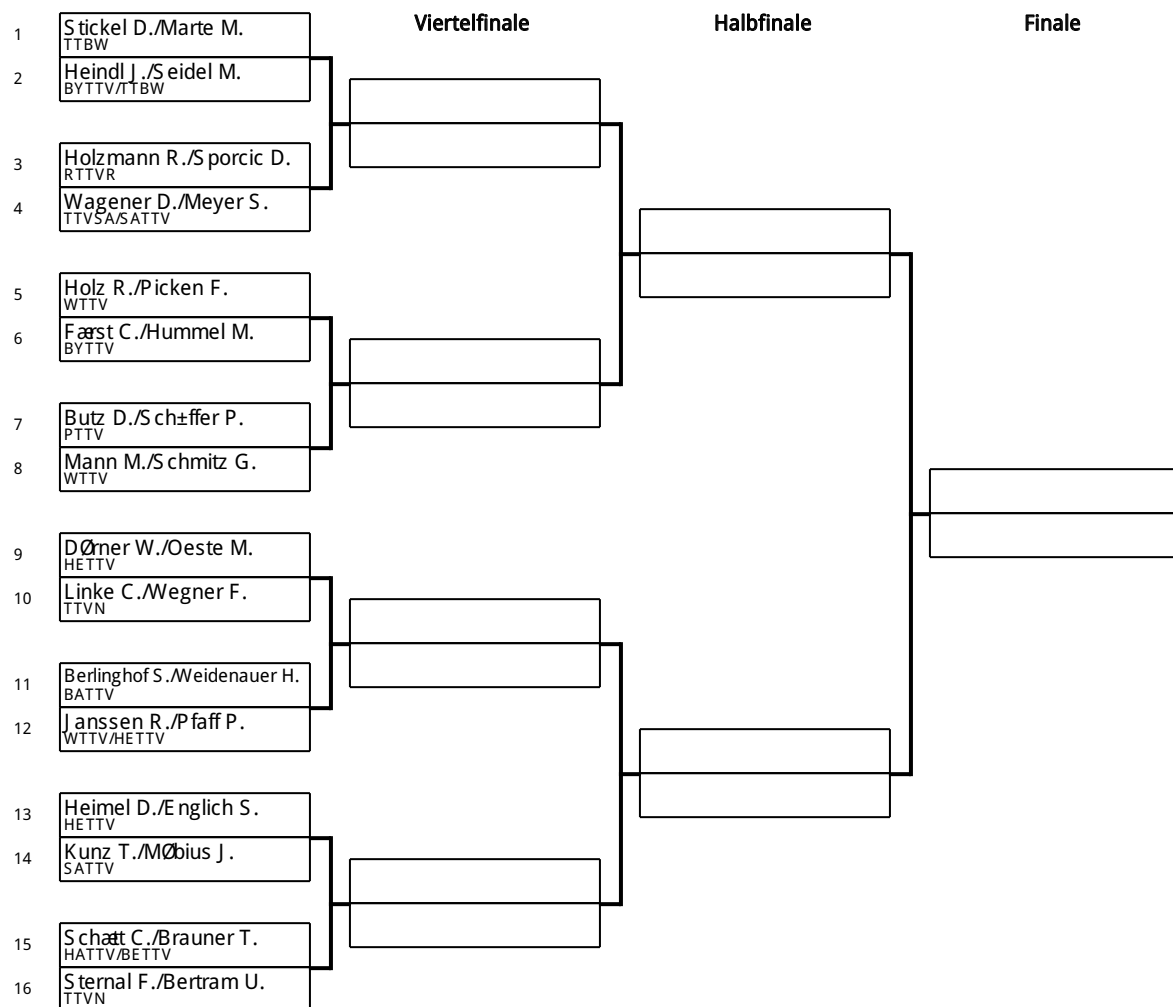 Viertelfinale Halbfinale Finale
1 Stickel D./Marte M.
TTBW
2 Heindl J./Seidel M.
BYTTV/TTBW
3 Holzmann R./Sporcic D.
RTTVR
4 Wagener D./Meyer S.
TTVSA/SATTV
5 Holz R./Picken F.
WTTV
6 Færst C./Hummel M.
BYTTV
7 Butz D./Sch±ffer P.
PTTV
8 Mann M./Schmitz G.
WTTV
9 DØrner W./Oeste M.
HETTV
10 Linke C./Wegner F.
TTVN
11 Berlinghof S./Weidenauer H.
BATTV
12 Janssen R./Pfaff P.
WTTV/HETTV
13 Heimel D./Englich S.
HETTV
14 Kunz T./MØbius J.
SATTV
15 Schætt C./Brauner T.
HATTV/BETTV
16 Sternal F./Bertram U.
TTVN